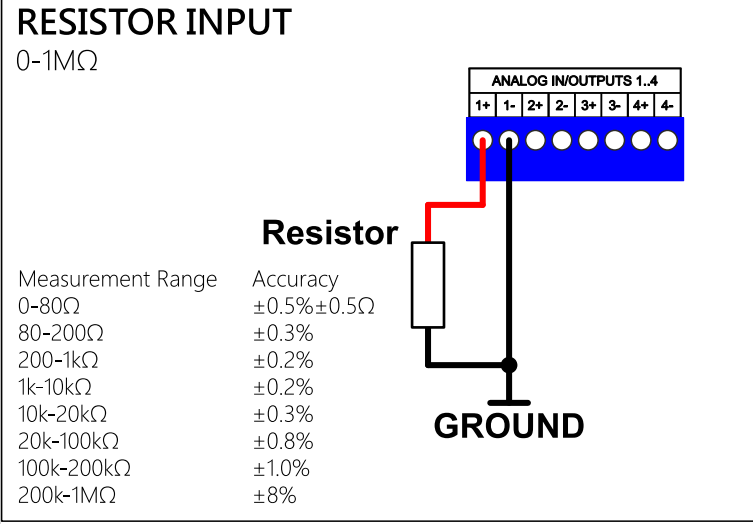 RESISTOR INPUT
0-1MΩ
ANALOG IN/OUTPUTS 1..4
1+ 1- 2+ 2- 3+ 3- 4+ 4-
Resistor
Measurement Range Accuracy
0-80Ω ±0.5%±0.5Ω
80-200Ω ±0.3%
200-1kΩ ±0.2%
1k-10kΩ ±0.2%
10k-20kΩ ±0.3%
20k-100kΩ ±0.8%
100k-200kΩ ±1.0%
200k-1MΩ ±8%
GROUND